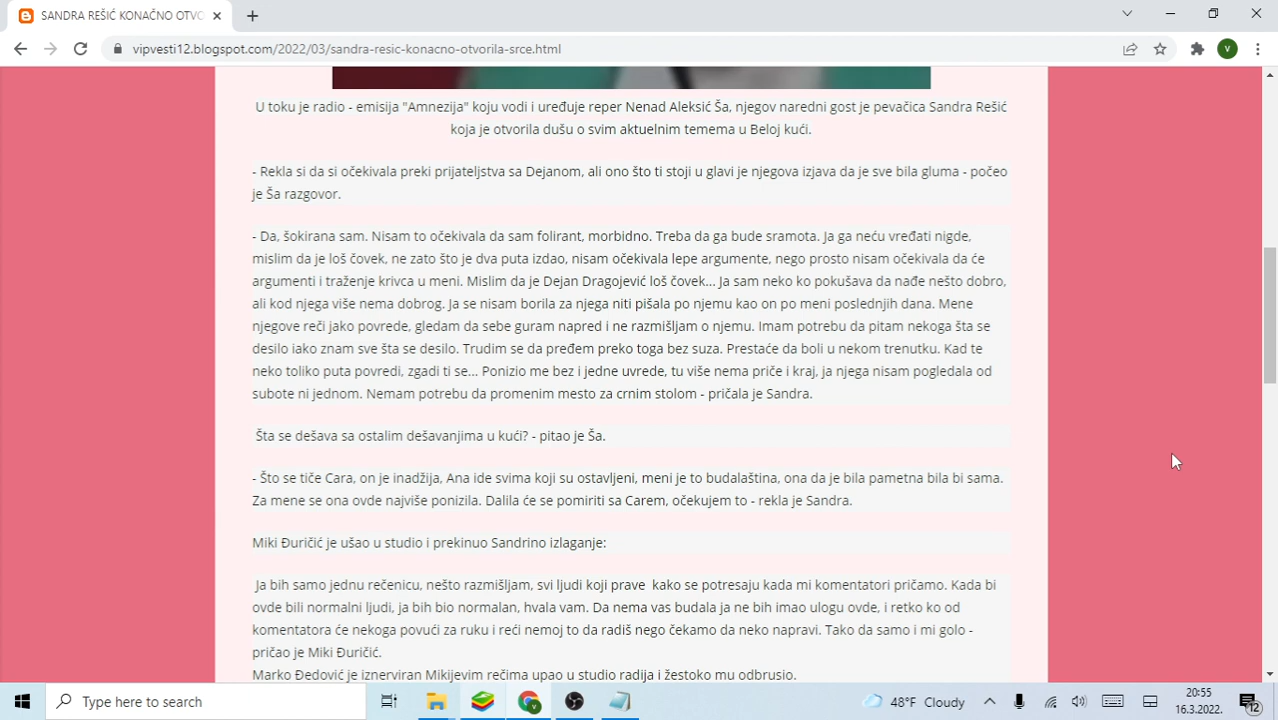 SANDRA REŠIĆ KONAČNO OTVO
vipvesti12.blogspot.com/2022/03/sandra-resic-konacno-otvorila-srce.html
V
U toku je radio - emisija "Amnezija" koju vodi i uređuje reper Nenad Aleksić Ša, njegov naredni gost je pevačica Sandra Rešić
koja je otvorila dušu o svim aktuelnim temema u Beloj kući.
- Rekla si da si očekivala preki prijateljstva sa Dejanom, ali ono što ti stoji u glavi je njegova izjava da je sve bila gluma - počeo
je Ša razgovor.
- Da, šokirana sam. Nisam to očekivala da sam folirant, morbidno. Treba da ga bude sramota. Ja ga neću vređati nigde,
mislim da je loš čovek, ne zato što je dva puta izdao, nisam očekivala lepe argumente, nego prosto nisam očekivala da će
argumenti i traženje krivca u meni. Mislim da je Dejan Dragojević loš čovek... Ja sam neko ko pokušava da nađe nešto dobro,
ali kod njega više nema dobrog. Ja se nisam borila za njega niti pišala po njemu kao on po meni poslednjih dana. Mene
njegove reči jako povrede, gledam da sebe guram napred i ne razmišljam o njemu. Imam potrebu da pitam nekoga šta se
desilo iako znam sve šta se desilo. Trudim se da pređem preko toga bez suza. Prestaće da boli u nekom trenutku. Kad te
neko toliko puta povredi, zgadi ti se... Ponizio me bez i jedne uvrede, tu više nema priče i kraj, ja njega nisam pogledala od
subote ni jednom. Nemam potrebu da promenim mesto za crnim stolom - pričala je Sandra.
Šta se dešava sa ostalim dešavanjima u kući? - pitao je Ša.
- Što se tiče Cara, on je inadžija, Ana ide svima koji su ostavljeni, meni je to budalaština, ona da je bila pametna bila bi sama.
Za mene se ona ovde najviše ponizila. Dalila će se pomiriti sa Carem, očekujem to - rekla je Sandra.
Miki Đuričić je ušao u studio i prekinuo Sandrino izlaganje:
Ja bih samo jednu rečenicu, nešto razmišljam, svi ljudi koji prave kako se potresaju kada mi komentatori pričamo. Kada bi
ovde bili normalni ljudi, ja bih bio normalan, hvala vam. Da nema vas budala ja ne bih imao ulogu ovde, i retko ko od
komentatora će nekoga povući za ruku i reći nemoj to da radiš nego čekamo da neko napravi. Tako da samo i mi golo -
pričao je Miki Đuričić.
Marko Đedović je iznerviran Mikijevim rečima upao u studio radija i žestoko mu odbrusio.
Type here to search
48°F Cloudy
20:55
16.3.2022.
12